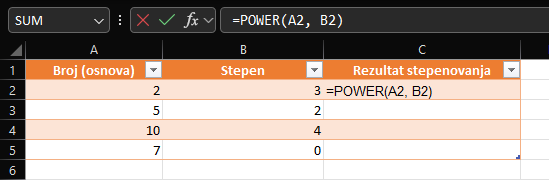 SUM fx =POWER(A2, B2)
A B C
1 Broj (osnova) Stepen Rezultat stepenovanja
2 2 3 =POWER(A2, B2)
3 5 2
4 10 4
5 7 0
6